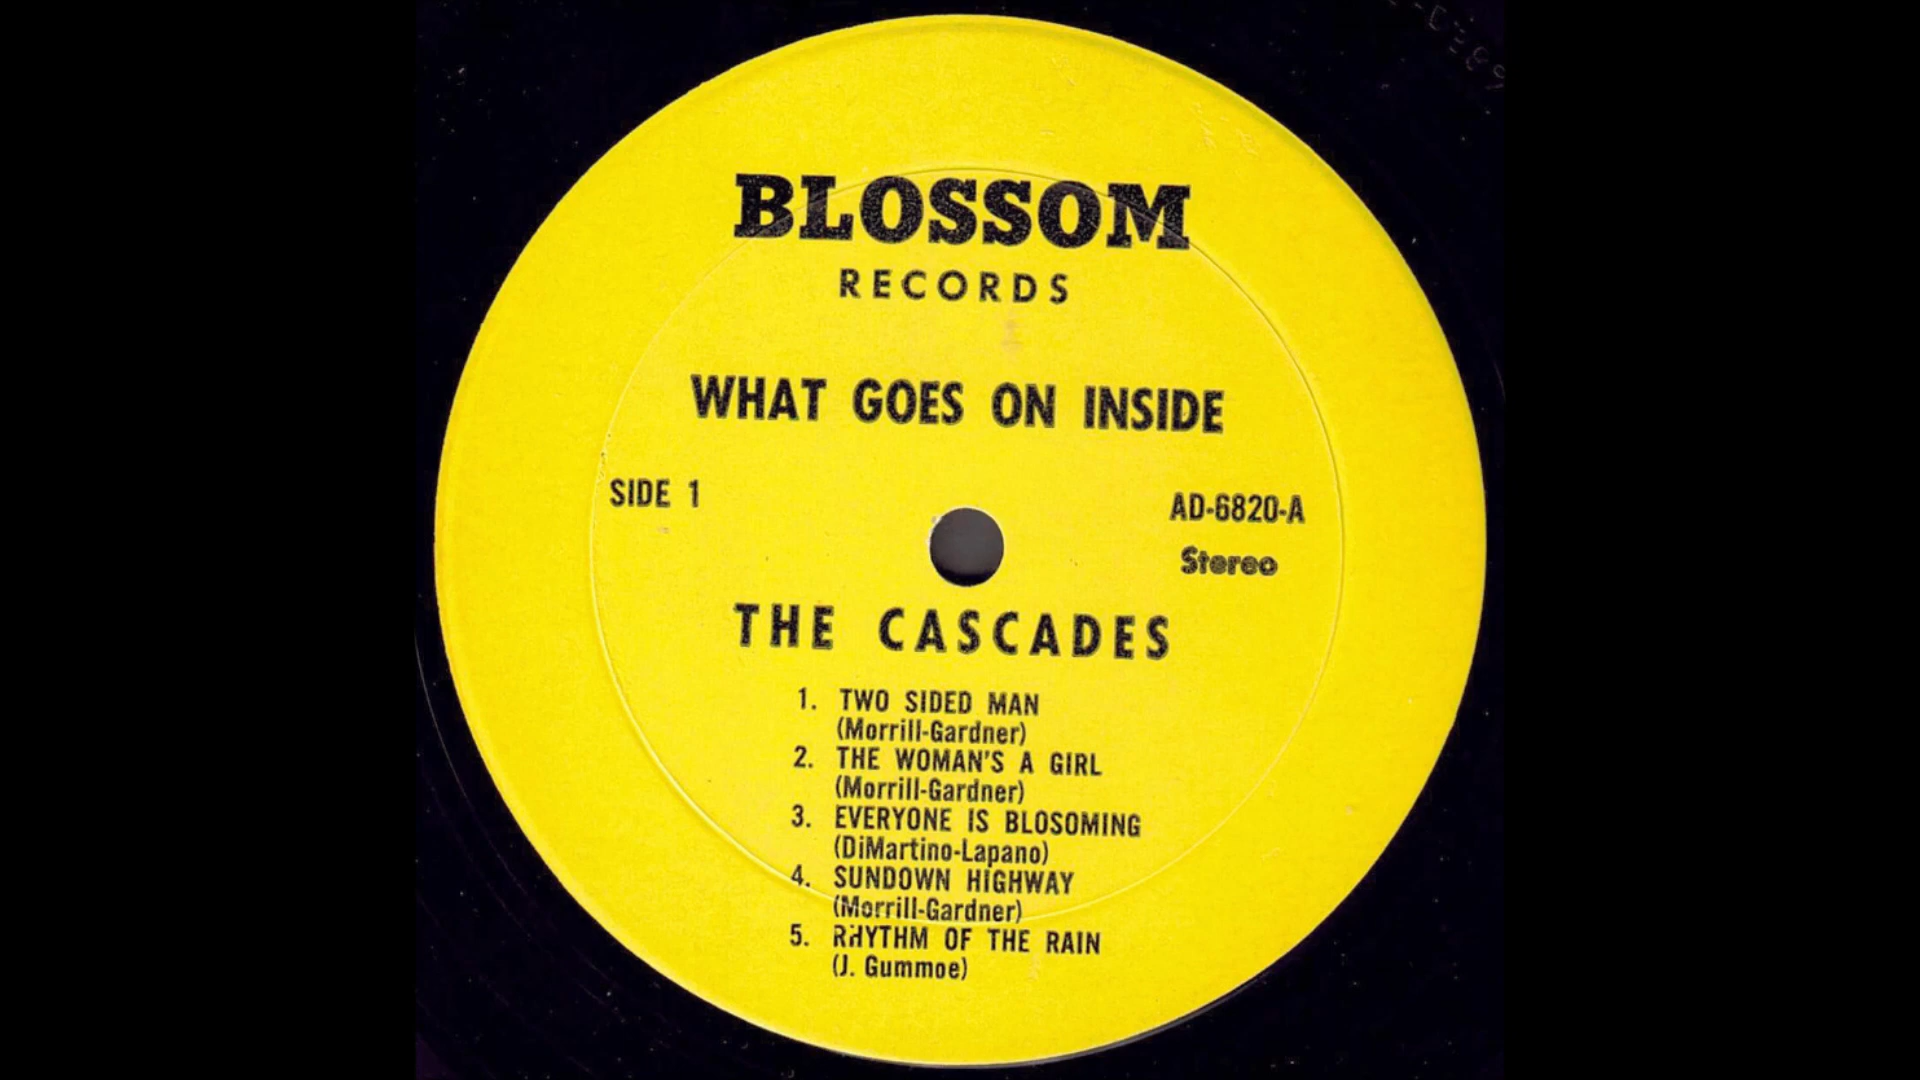 BLOSSOM
RECORDS
WHAT GOES ON INSIDE
SIDE 1
AD-6820-A
Stereo
THE CASCADES
1. TWO SIDED MAN
(Morrill-Gardner)
2. THE WOMAN'S A GIRL
(Morrill-Gardner)
3. EVERYONE IS BLOSOMING
(DiMartino-Lapano)
4. SUNDOWN HIGHWAY
(Morrill-Gardner)
5. RHYTHM OF THE RAIN
(J. Gummoe)